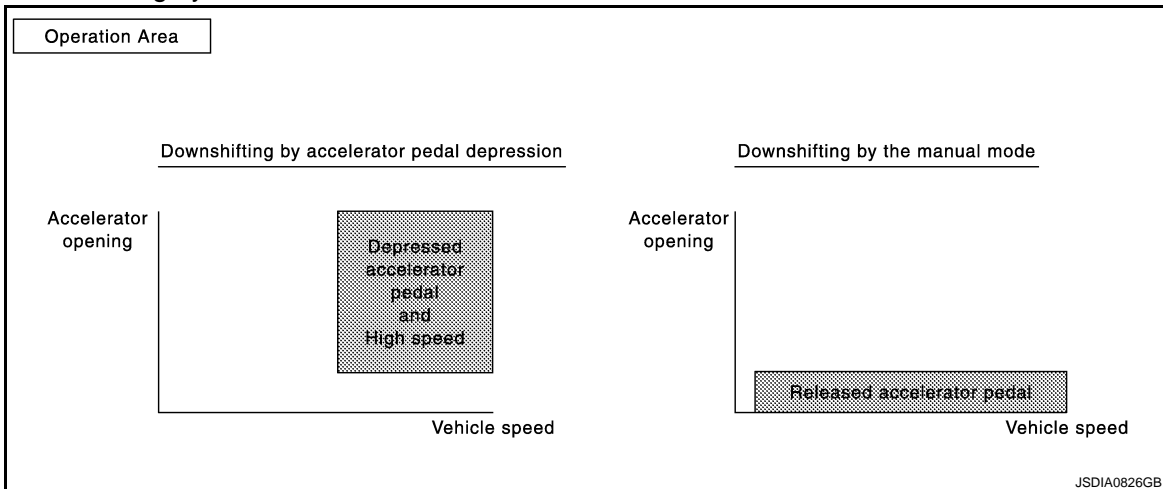 Operation Area
Downshifting by accelerator pedal depression
Accelerator
opening
Depressed
accelerator
pedal
and
High speed
Vehicle speed
Downshifting by the manual mode
Accelerator
opening
Released accelerator pedal
Vehicle speed
JSDIA0826GB